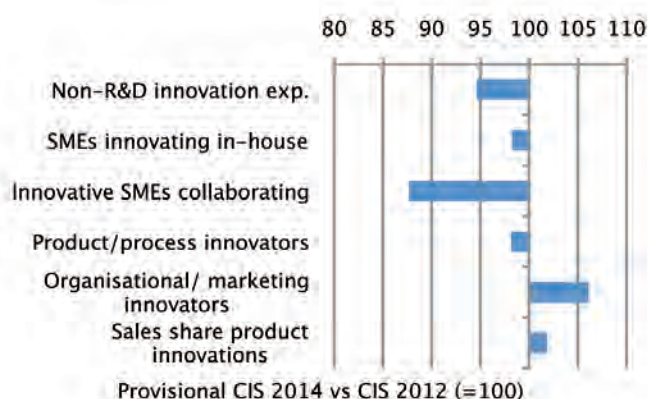 80 85 90 95 100 105 110
Non-R&D innovation exp.
SMEs innovating in-house
Innovative SMEs collaborating
Product/process innovators
Organisational/ marketing
innovators
Sales share product
innovations
Provisional CIS 2014 vs CIS 2012 (=100)